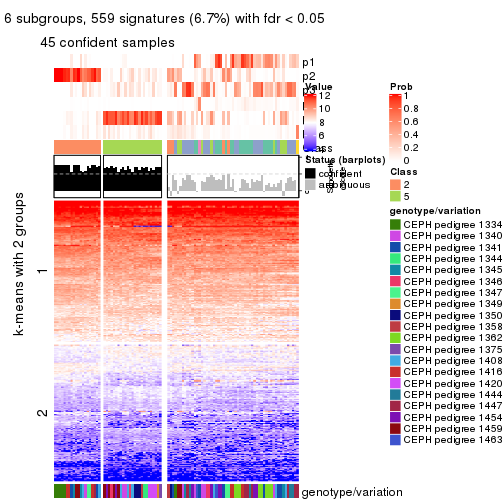 6 subgroups, 559 signatures (6.7%) with fdr < 0.05
45 confident samples
p1
p2
Class
k-means with 2 groups
1
2
genotype/variation
Value
12
10
8
6
Status (barplots)
confident
ambiguous
Prob
1
0.8
0.6
0.4
0.2
0
Class
2
5
genotype/variation
CEPH pedigree 1334
CEPH pedigree 1340
CEPH pedigree 1341
CEPH pedigree 1344
CEPH pedigree 1345
CEPH pedigree 1346
CEPH pedigree 1347
CEPH pedigree 1349
CEPH pedigree 1350
CEPH pedigree 1358
CEPH pedigree 1362
CEPH pedigree 1375
CEPH pedigree 1408
CEPH pedigree 1416
CEPH pedigree 1420
CEPH pedigree 1444
CEPH pedigree 1447
CEPH pedigree 1454
CEPH pedigree 1459
CEPH pedigree 1463